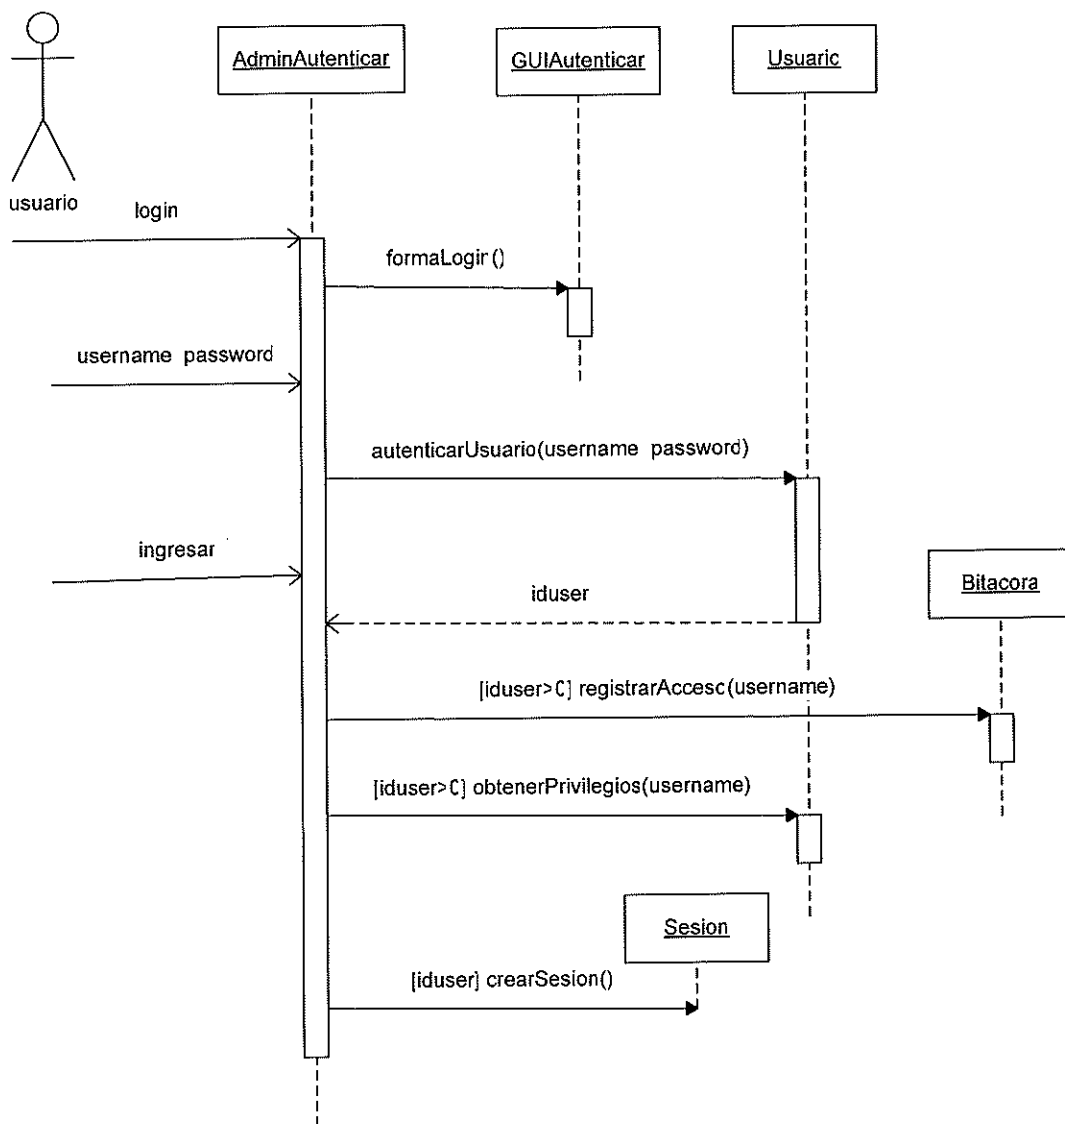 AdminAutenticar
GUIAutenticar
Usuaric
usuario
login
formaLogir()
username password
autenticarUsuario(username password)
ingresar
iduser
Bitacora
[iduser>C] registrarAccesc(username)
[iduser>C] obtenerPrivilegios(username)
Sesion
[iduser] crearSesion()